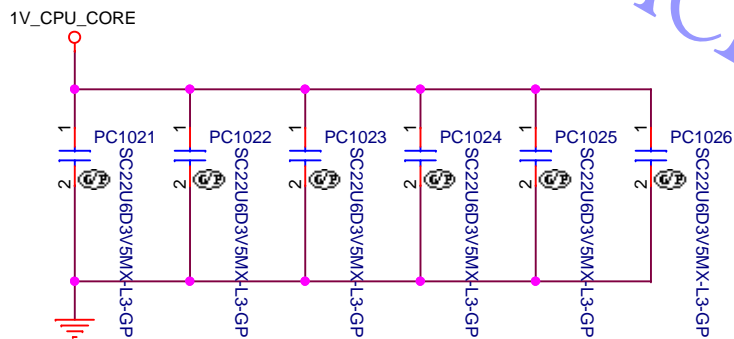 1V_CPU_CORE
1 PC1021 1 PC1022 1 PC1023 1 PC1024 1 PC1025 1 PC1026
2 G/P 2 G/P 2 G/P 2 G/P 2 G/P 2 G/P
SC22U6D3V5MX-L3-GP
SC22U6D3V5MX-L3-GP
SC22U6D3V5MX-L3-GP
SC22U6D3V5MX-L3-GP
SC22U6D3V5MX-L3-GP
SC22U6D3V5MX-L3-GP